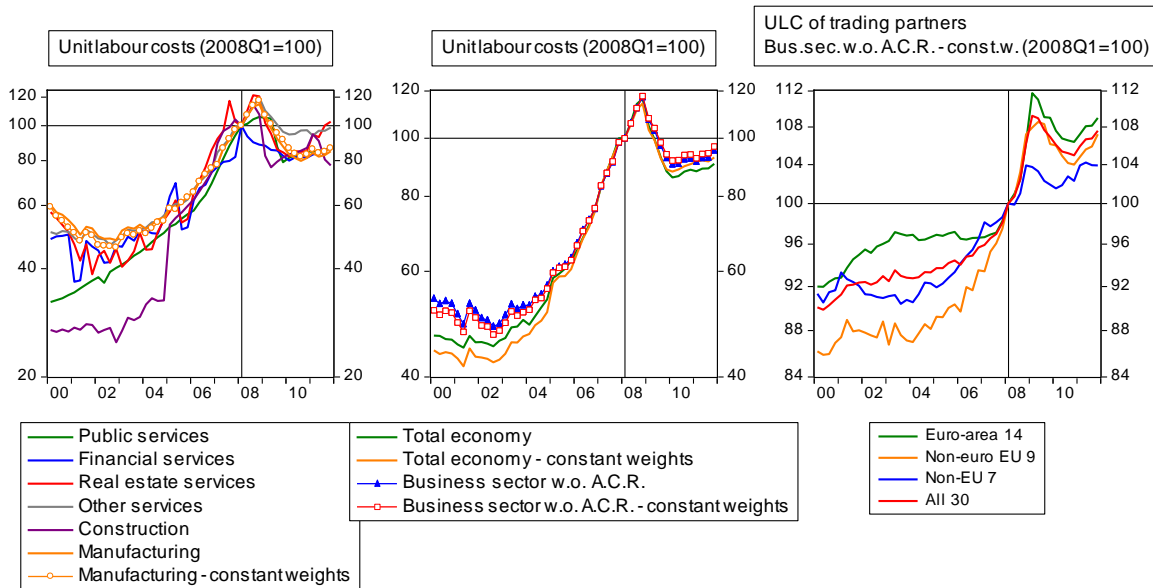 Unit labour costs (2008Q1=100)
Unit labour costs (2008Q1=100)
ULC of trading partners
Bus.sec. w.o. A.C.R. - const.w. (2008Q1=100)
120
100
80
60
40
20
120
100
80
60
40
20
00 02 04 06 08 10
120
100
80
60
40
120
100
80
60
40
00 02 04 06 08 10
112
108
104
100
96
92
88
84
112
108
104
100
96
92
88
84
00 02 04 06 08 10
Public services
Financial services
Real estate services
Other services
Construction
Manufacturing
Manufacturing - constant weights
Total economy
Total economy - constant weights
Business sector w.o. A.C.R.
Business sector w.o. A.C.R. - constant weights
Euro-area 14
Non-euro EU 9
Non-EU 7
All 30